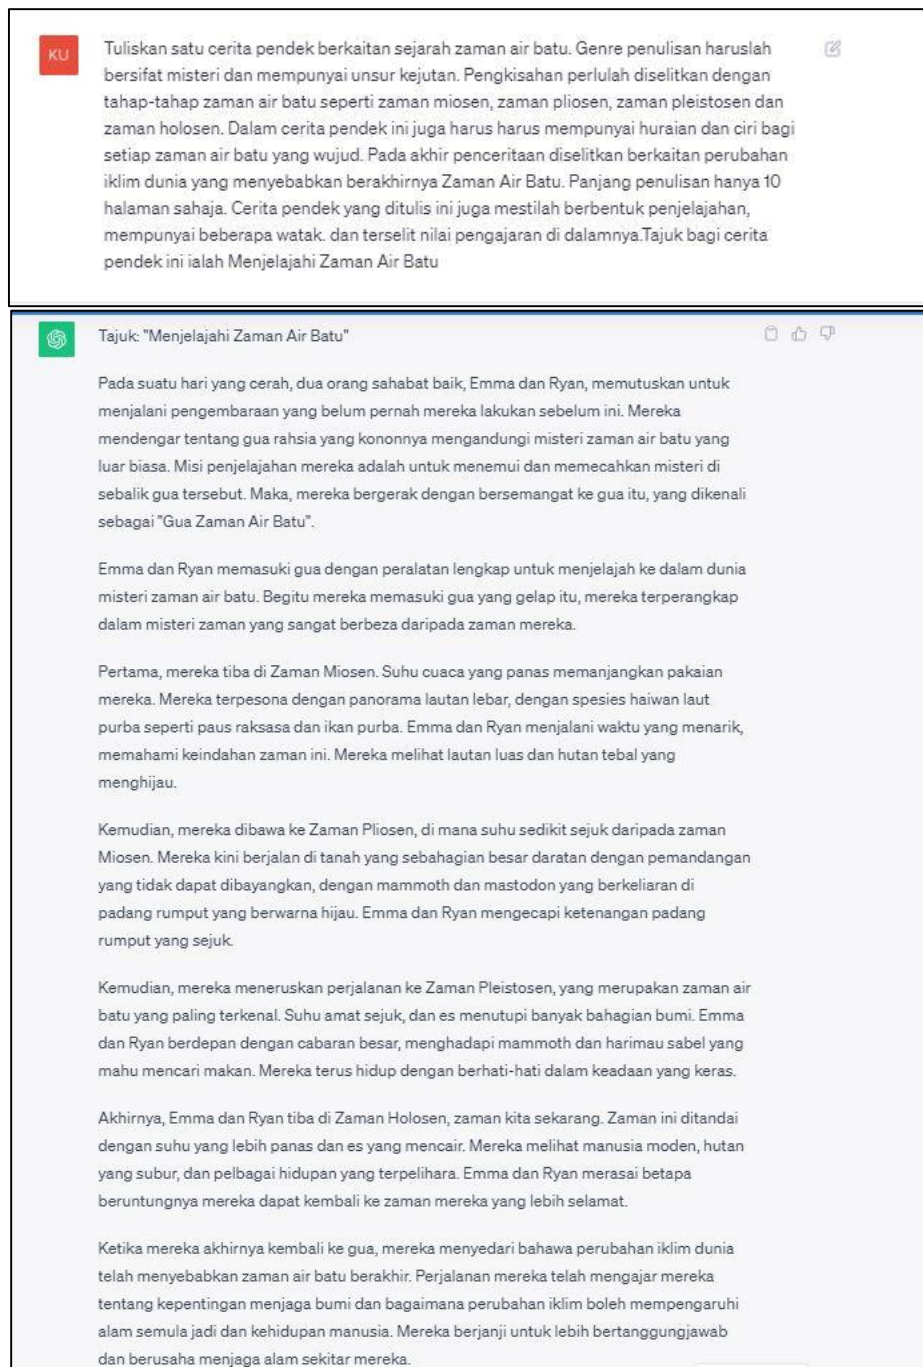 KU
Tuliskan satu cerita pendek berkaitan sejarah zaman air batu. Genre penulisan haruslah
bersifat misteri dan mempunyai unsur kejutan. Pengkisahan perlulah diselitkan dengan
tahap-tahap zaman air batu seperti zaman miosen, zaman pliosen, zaman pleistosen dan
zaman holosen. Dalam cerita pendek ini juga harus harus mempunyai huraian dan ciri bagi
setiap zaman air batu yang wujud. Pada akhir penceritaan diselitkan berkaitan perubahan
iklim dunia yang menyebabkan berakhirnya Zaman Air Batu. Panjang penulisan hanya 10
halaman sahaja. Cerita pendek yang ditulis ini juga mestilah berbentuk penjelajahan,
mempunyai beberapa watak. dan terselit nilai pengajaran di dalamnya.Tajuk bagi cerita
pendek ini ialah Menjelajahi Zaman Air Batu
Tajuk: "Menjelajahi Zaman Air Batu"
Pada suatu hari yang cerah, dua orang sahabat baik, Emma dan Ryan, memutuskan untuk
menjalani pengembaraan yang belum pernah mereka lakukan sebelum ini. Mereka
mendengar tentang gua rahsia yang kononnya mengandungi misteri zaman air batu yang
luar biasa. Misi penjelajahan mereka adalah untuk menemui dan memecahkan misteri di
sebalik gua tersebut. Maka, mereka bergerak dengan bersemangat ke gua itu, yang dikenali
sebagai "Gua Zaman Air Batu".
Emma dan Ryan memasuki gua dengan peralatan lengkap untuk menjelajah ke dalam dunia
misteri zaman air batu. Begitu mereka memasuki gua yang gelap itu, mereka terperangkap
dalam misteri zaman yang sangat berbeza daripada zaman mereka.
Pertama, mereka tiba di Zaman Miosen. Suhu cuaca yang panas memanjangkan pakaian
mereka. Mereka terpesona dengan panorama lautan lebar, dengan spesies haiwan laut
purba seperti paus raksasa dan ikan purba. Emma dan Ryan menjalani waktu yang menarik,
memahami keindahan zaman ini. Mereka melihat lautan luas dan hutan tebal yang
menghijau.
Kemudian, mereka dibawa ke Zaman Pliosen, di mana suhu sedikit sejuk daripada zaman
Miosen. Mereka kini berjalan di tanah yang sebahagian besar daratan dengan pemandangan
yang tidak dapat dibayangkan, dengan mammoth dan mastodon yang berkeliaran di
padang rumput yang berwarna hijau. Emma dan Ryan mengecapi ketenangan padang
rumput yang sejuk.
Kemudian, mereka meneruskan perjalanan ke Zaman Pleistosen, yang merupakan zaman air
batu yang paling terkenal. Suhu amat sejuk, dan es menutupi banyak bahagian bumi. Emma
dan Ryan berdepan dengan cabaran besar, menghadapi mammoth dan harimau sabel yang
mahu mencari makan. Mereka terus hidup dengan berhati-hati dalam keadaan yang keras.
Akhirnya, Emma dan Ryan tiba di Zaman Holosen, zaman kita sekarang. Zaman ini ditandai
dengan suhu yang lebih panas dan es yang mencair. Mereka melihat manusia moden, hutan
yang subur, dan pelbagai hidupan yang terpelihara. Emma dan Ryan merasai betapa
beruntungnya mereka dapat kembali ke zaman mereka yang lebih selamat.
Ketika mereka akhirnya kembali ke gua, mereka menyedari bahawa perubahan iklim dunia
telah menyebabkan zaman air batu berakhir. Perjalanan mereka telah mengajar mereka
tentang kepentingan menjaga bumi dan bagaimana perubahan iklim boleh mempengaruhi
alam semula jadi dan kehidupan manusia. Mereka berjanji untuk lebih bertanggungjawab
dan berusaha menjaga alam sekitar mereka.